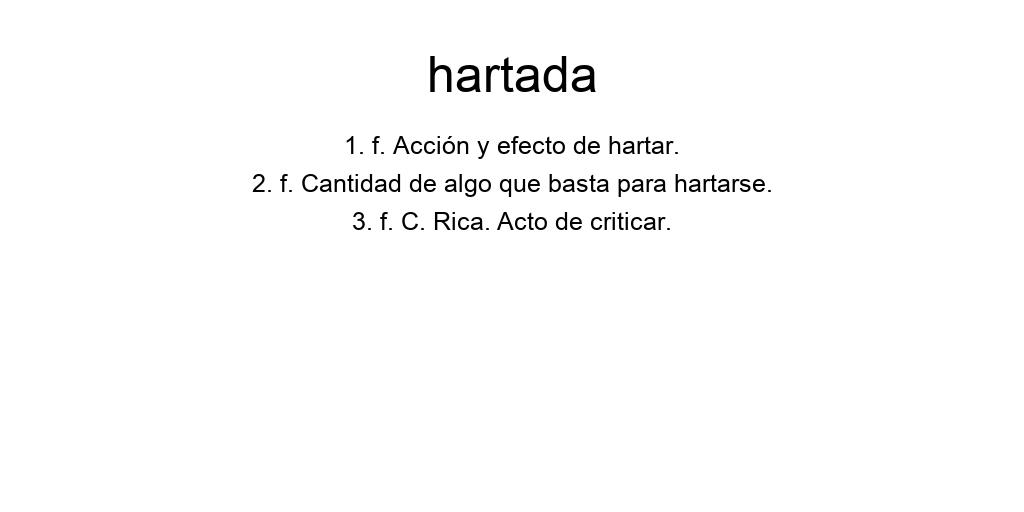 hartada
1. f. Acción y efecto de hartar.
2. f. Cantidad de algo que basta para hartarse.
3. f. C. Rica. Acto de criticar.